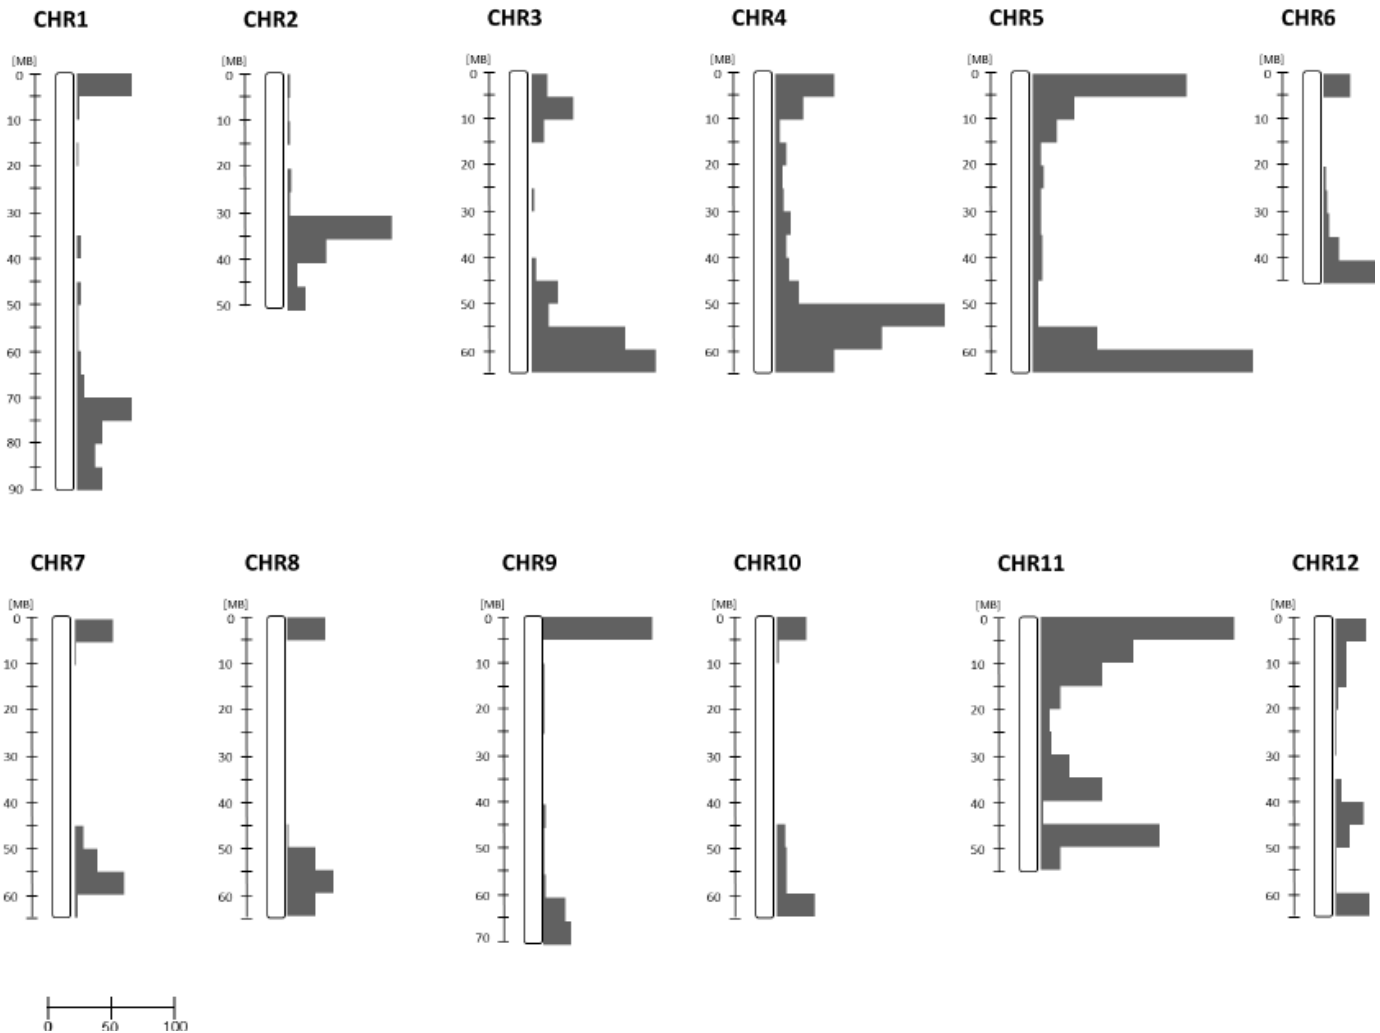 CHR1 CHR2 CHR3 CHR4 CHR5 CHR6
[MB] [MB] [MB] [MB] [MB] [MB]
0 0 0 0 0 0
10 10 10 10 10 10
20 20 20 20 20 20
30 30 30 30 30 30
40 40 40 40 40 40
50 50 50 50 50
60 60 60 60
70
80
90
CHR7 CHR8 CHR9 CHR10 CHR11 CHR12
[MB] [MB] [MB] [MB] [MB] [MB]
0 0 0 0 0 0
10 10 10 10 10 10
20 20 20 20 20 20
30 30 30 30 30 30
40 40 40 40 40 40
50 50 50 50 50 50
60 60 60 60 60
70
0 50 100